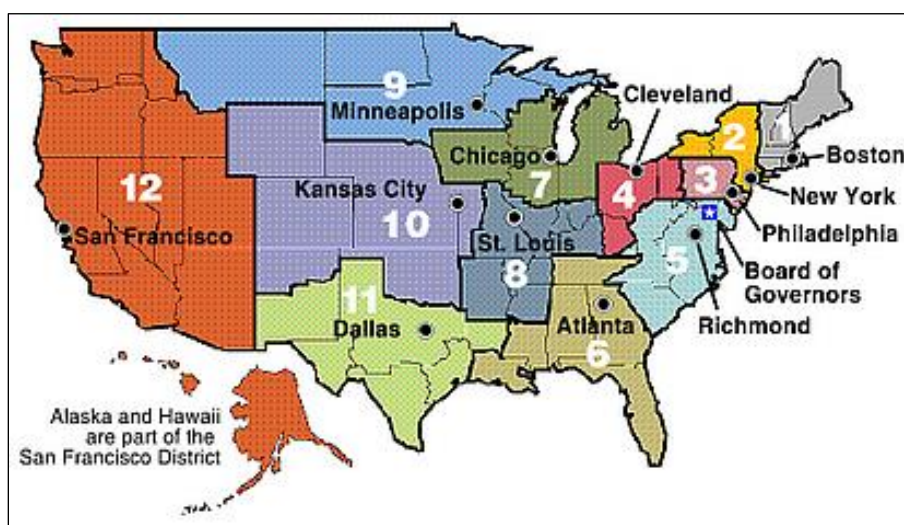 9
Minneapolis
Cleveland
1
2
Chicago
7
Boston
12
Kansas City
4
3
New York
10
San Francisco
St. Louis
5
Philadelphia
8
Board of
Governors
11
Dallas
Atlanta
Richmond
6
Alaska and Hawaii
are part of the
San Francisco District